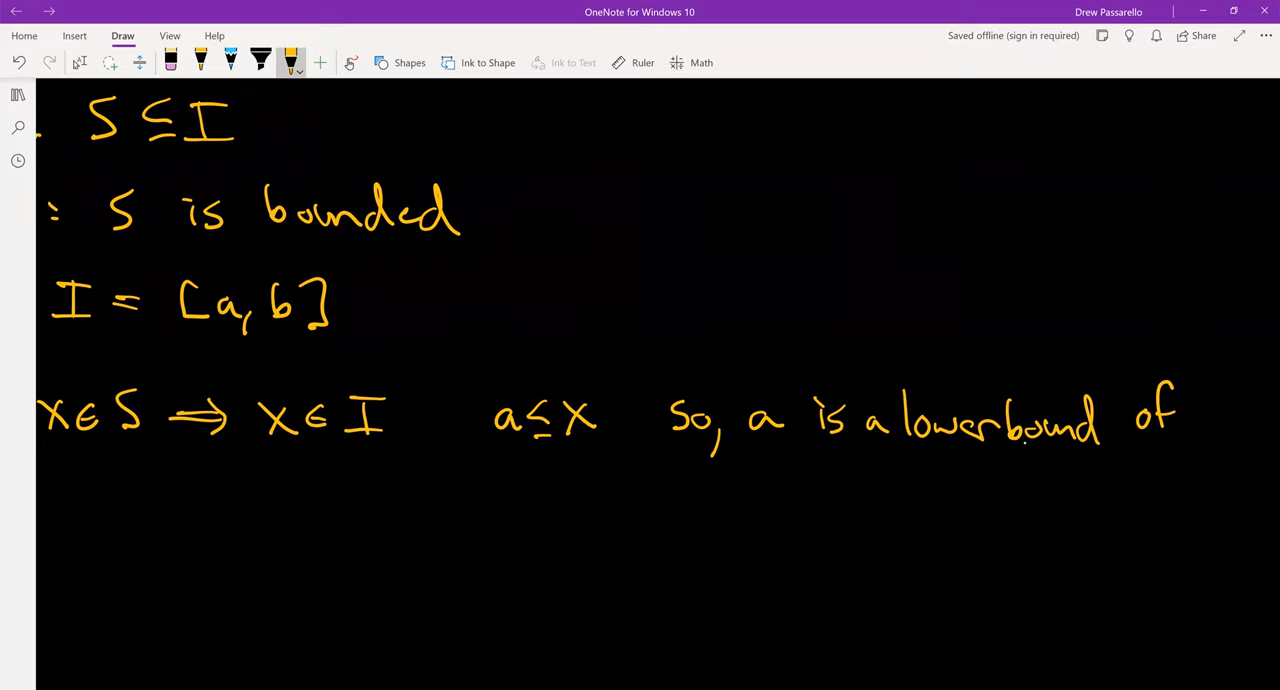 OneNote for Windows 10
Drew Passarello
Home Insert Draw View Help
Saved offline (sign in required)
Share
Shapes
Ink to Shape
Ink to Text
Ruler
Math
. S ⊆ I
: S is bounded
I = [a, b]
x ∈ S ⇒ x ∈ I a ≤ x so, a is a lowerbound of